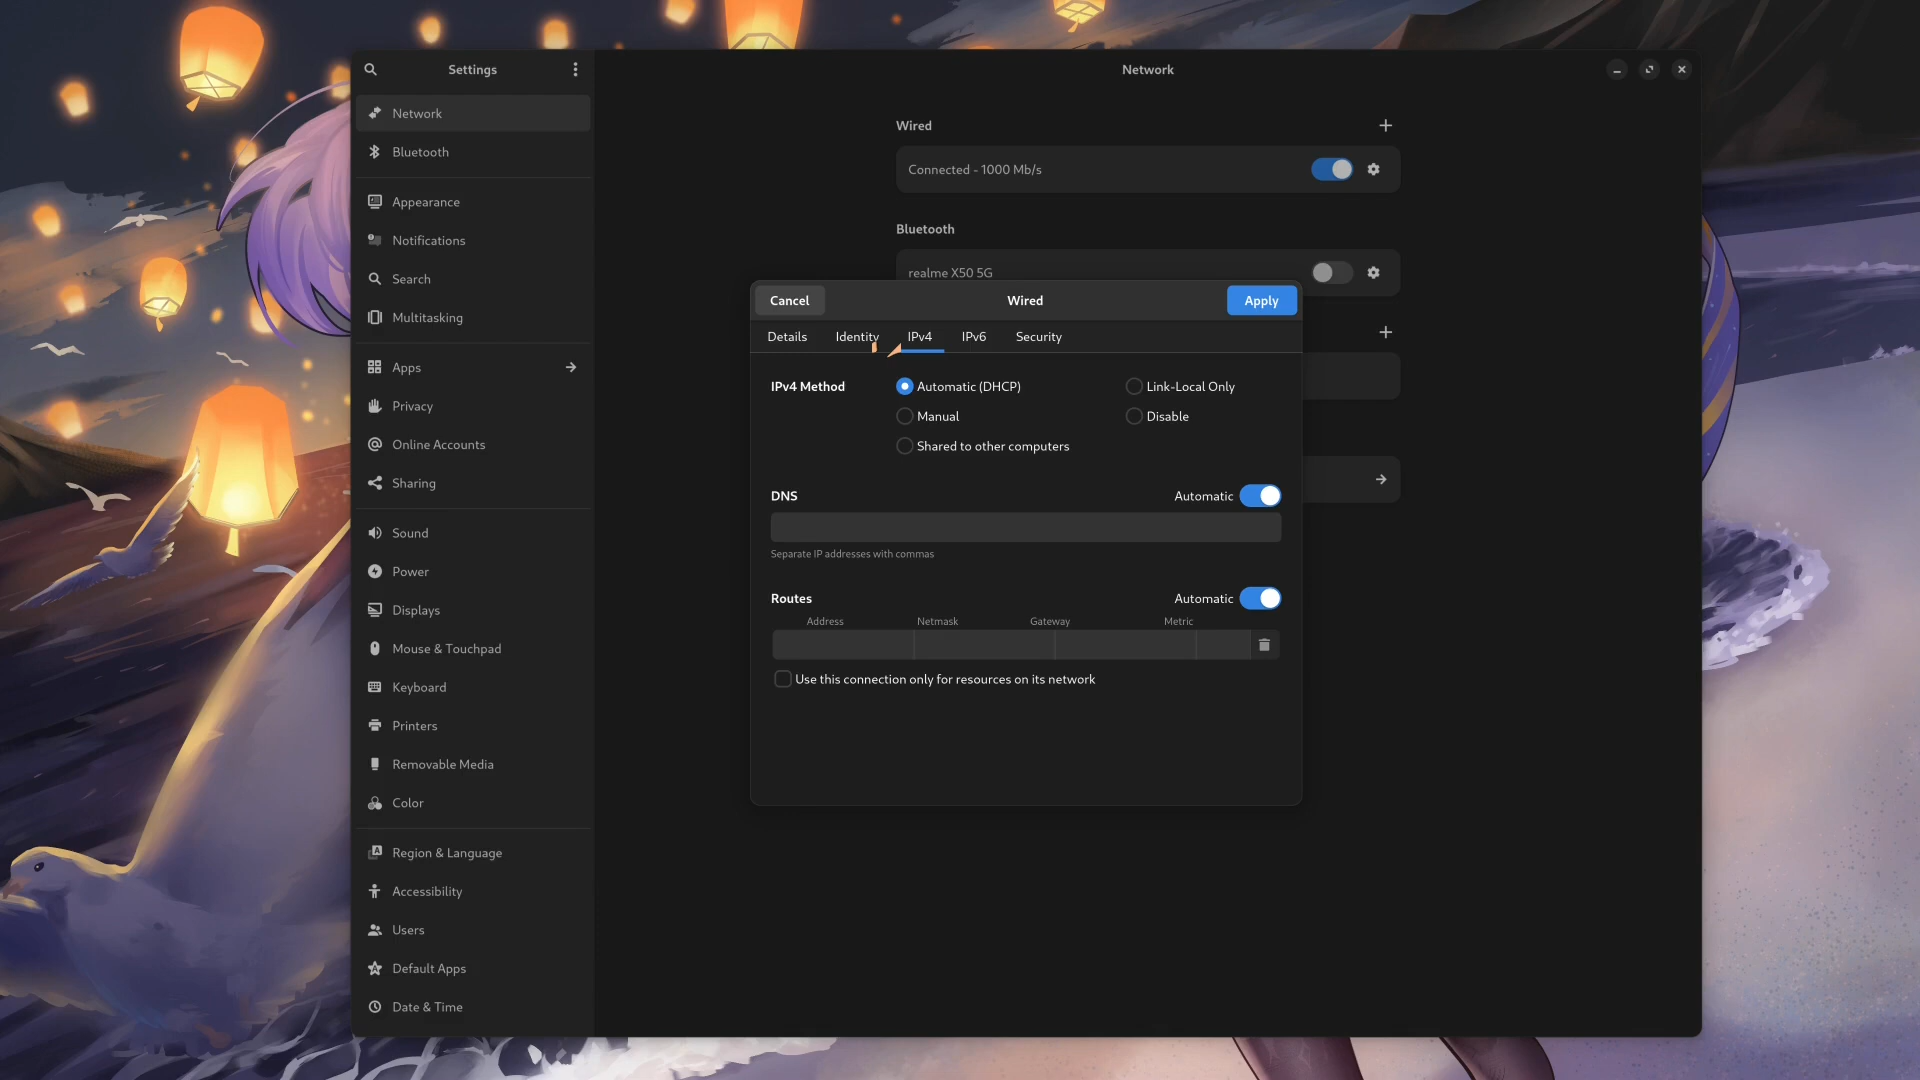 Settings
Network
Bluetooth
Appearance
Notifications
Search
Multitasking
Apps
Privacy
Online Accounts
Sharing
Sound
Power
Displays
Mouse & Touchpad
Keyboard
Printers
Removable Media
Color
Region & Language
Accessibility
Users
Default Apps
Date & Time
Network
Wired
Connected - 1000 Mb/s
Bluetooth
realme X50 5G
Cancel Wired Apply
Details Identity IPv4 IPv6 Security
IPv4 Method Automatic (DHCP) Link-Local Only
Manual Disable
Shared to other computers
DNS Automatic
Separate IP addresses with commas
Routes Automatic
Address Netmask Gateway Metric
Use this connection only for resources on its network